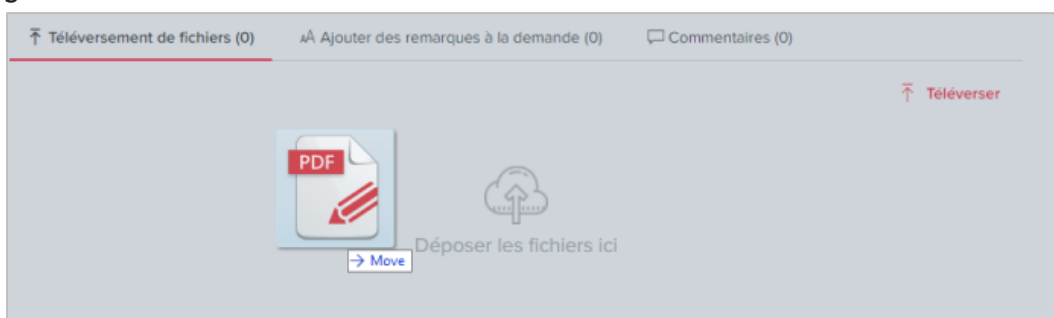 Téléversement de fichiers (0) AA Ajouter des remarques à la demande (0) Commentaires (0)
Téléverser
PDF
Déposer les fichiers ici
→ Move